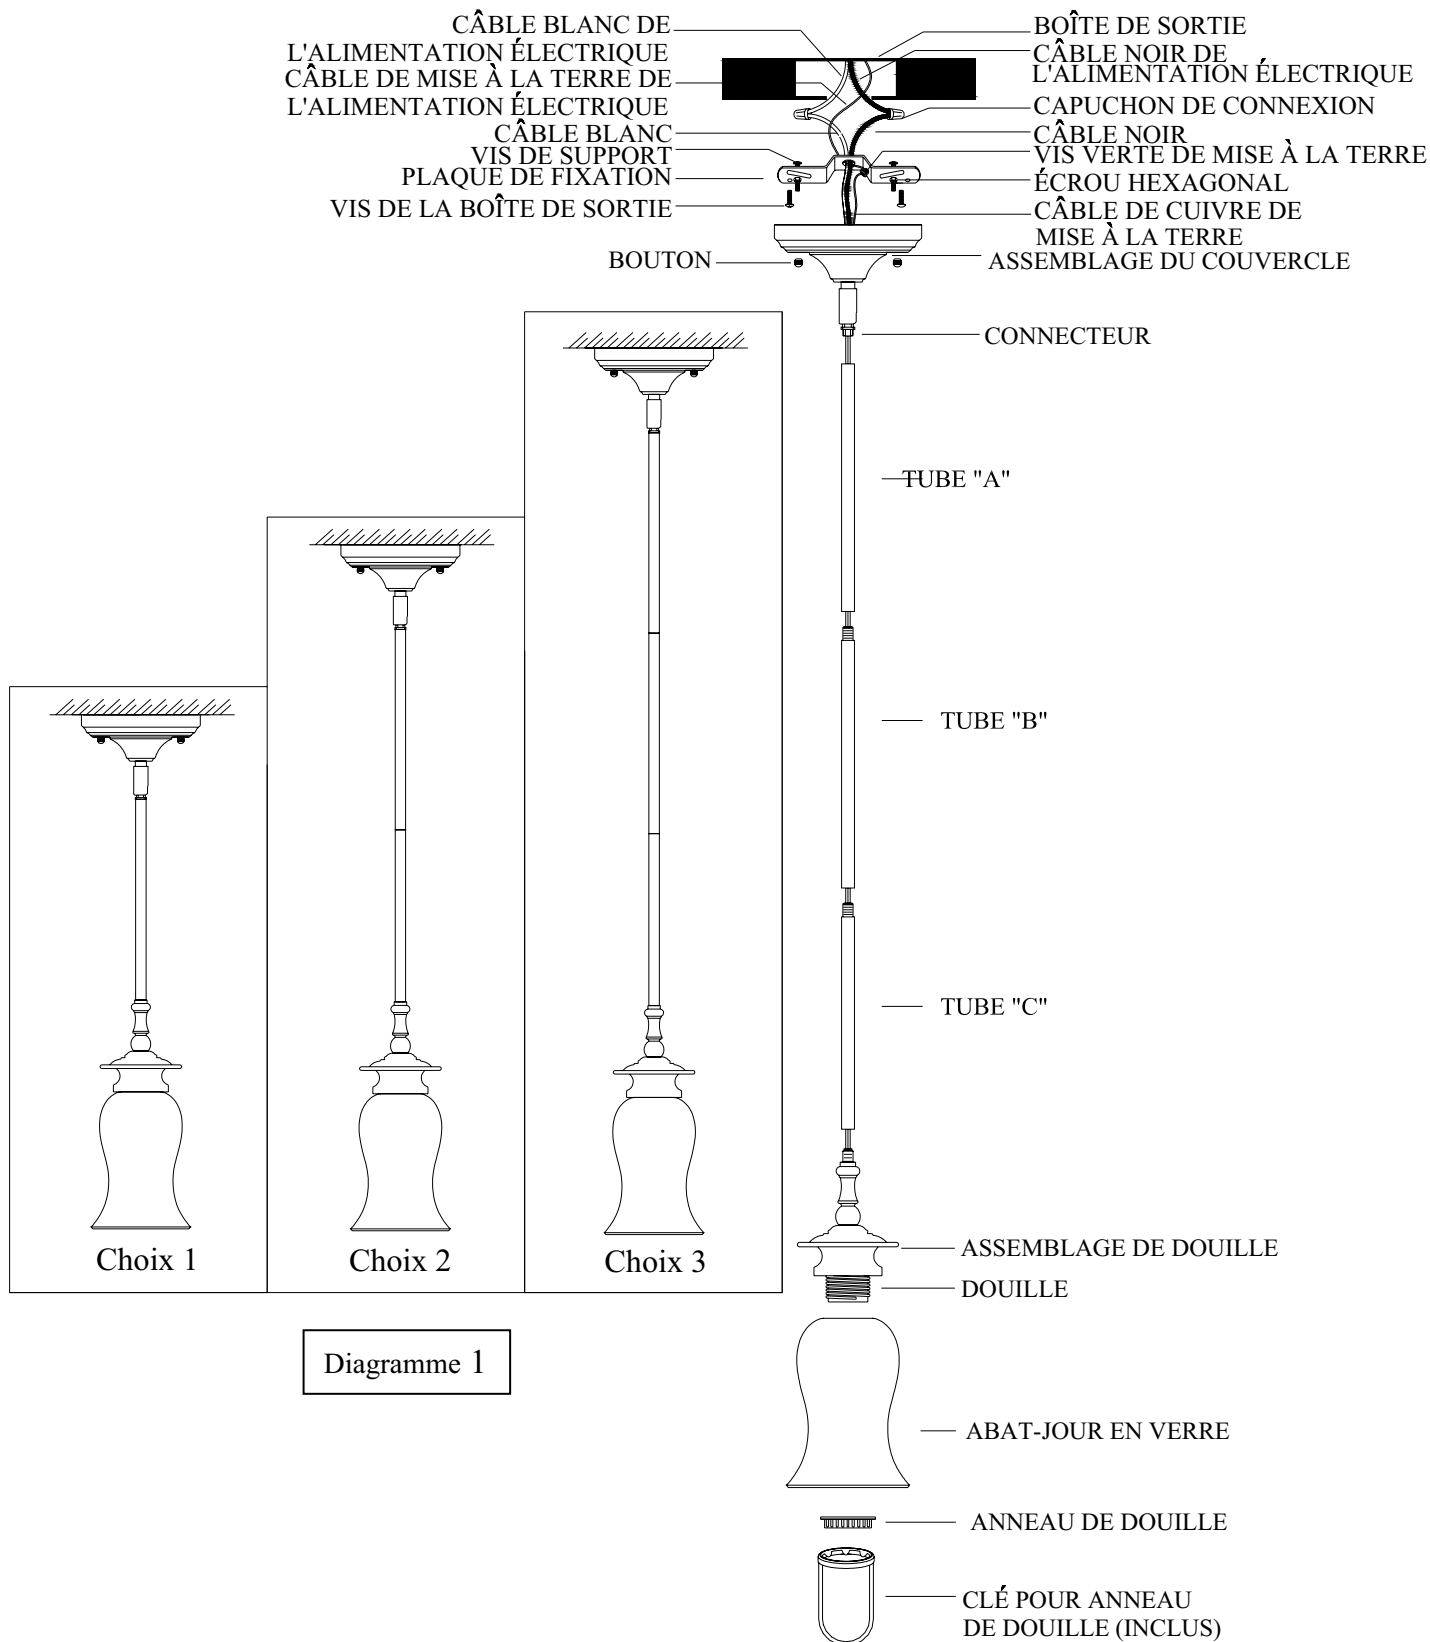 CÂBLE BLANC DE
L'ALIMENTATION ÉLECTRIQUE
CÂBLE DE MISE À LA TERRE DE
L'ALIMENTATION ÉLECTRIQUE
CÂBLE BLANC
VIS DE SUPPORT
PLAQUE DE FIXATION
VIS DE LA BOÎTE DE SORTIE
BOUTON
BOÎTE DE SORTIE
CÂBLE NOIR DE
L'ALIMENTATION ÉLECTRIQUE
CAPUCHON DE CONNEXION
CÂBLE NOIR
VIS VERTE DE MISE À LA TERRE
ÉCROU HEXAGONAL
CÂBLE DE CUIVRE DE
MISE À LA TERRE
ASSEMBLAGE DU COUVERCLE
CONNECTEUR
TUBE "A"
TUBE "B"
TUBE "C"
ASSEMBLAGE DE DOUILLE
DOUILLE
ABAT-JOUR EN VERRE
ANNEAU DE DOUILLE
CLÉ POUR ANNEAU
DE DOUILLE (INCLUS)
Choix 1
Choix 2
Choix 3
Diagramme 1